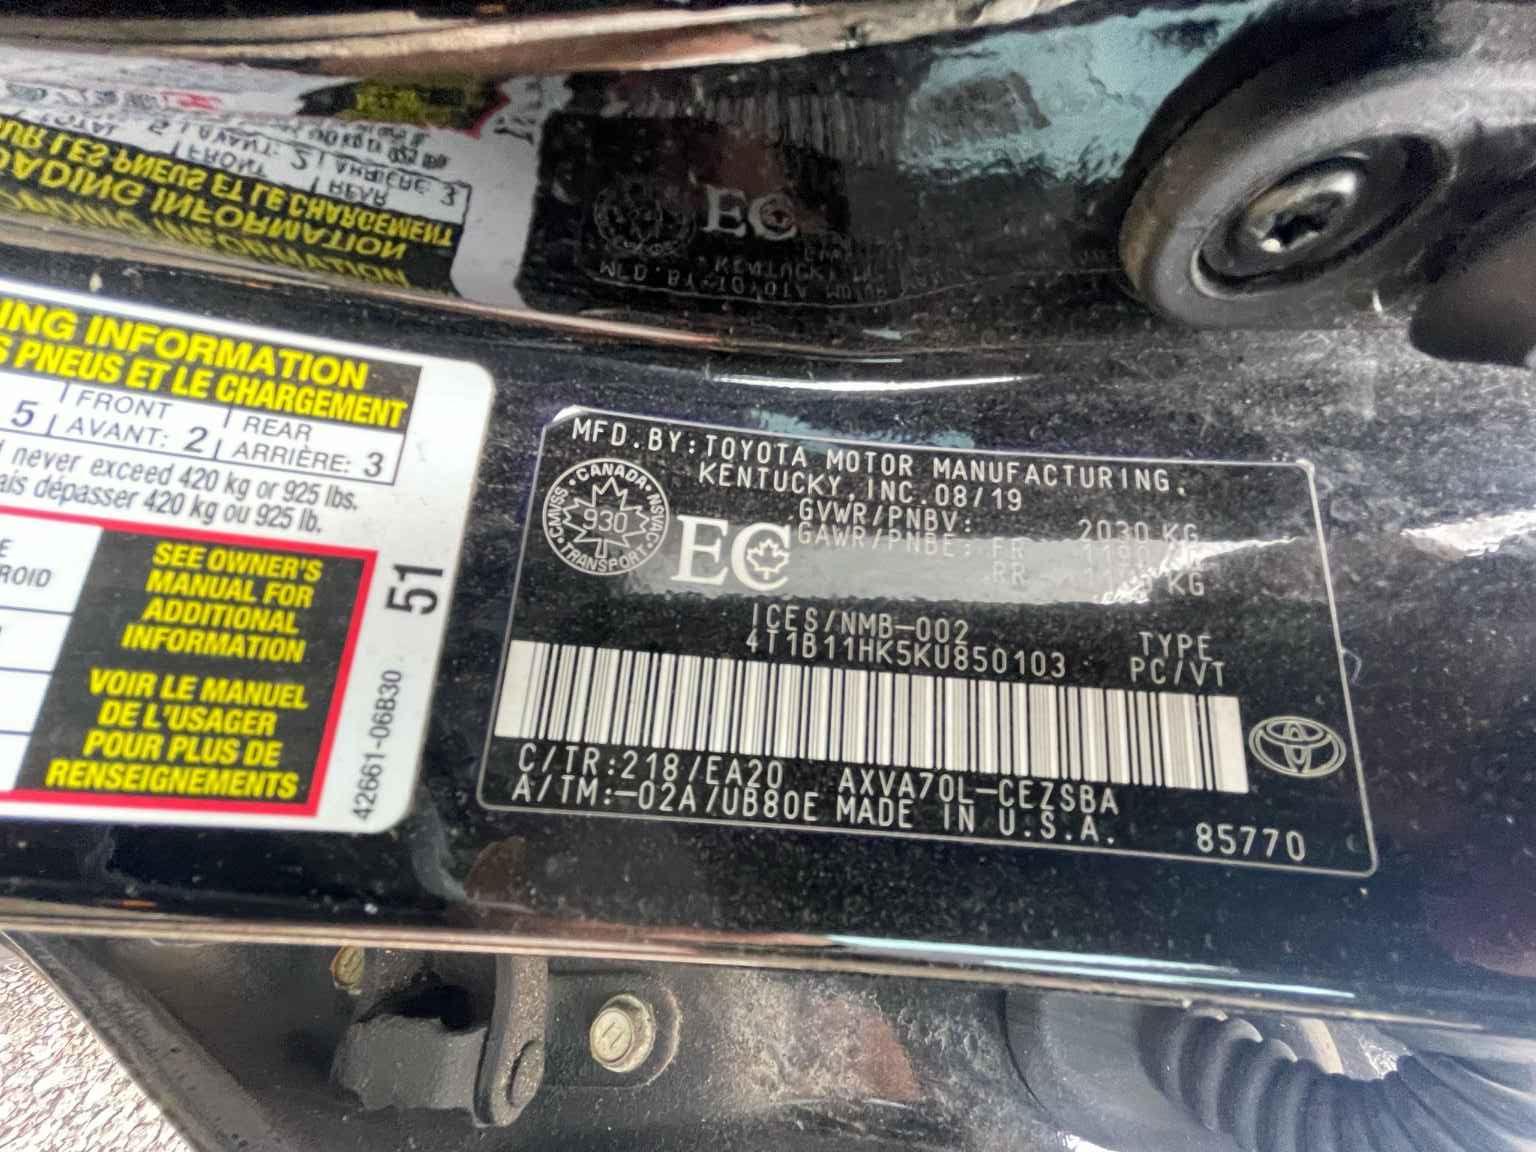 ING INFORMATION
S PNEUS ET LE CHARGEMENT
5 FRONT AVANT: 2 REAR ARRIÈRE: 3
never exceed 420 kg or 925 lbs.
ais dépasser 420 kg ou 925 lb.
E
ROID
SEE OWNER'S
MANUAL FOR
ADDITIONAL
INFORMATION
VOIR LE MANUEL
DE L'USAGER
POUR PLUS DE
RENSEIGNEMENTS
51
42661-06B30
MFD.BY:TOYOTA MOTOR MANUFACTURING,
KENTUCKY,INC.08/19
CANADA
CMVSS NSVAC
930
TRANSPORT
EC
GVWR/PNBV: 2030 KG
GAWR/PNBE: FR
RR KG
ICES/NMB-002
4T1B11HK5KU850103
TYPE
PC/VT
C/TR:218/EA20 AXVA70L-CEZSBA
A/TM:-02A/UB80E MADE IN U.S.A.
85770